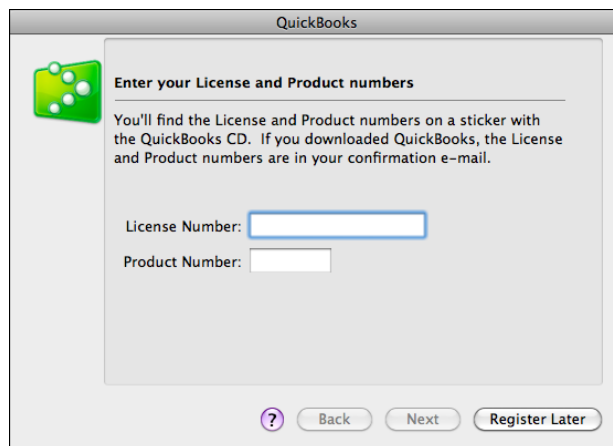 QuickBooks
Enter your License and Product numbers
You'll find the License and Product numbers on a sticker with
the QuickBooks CD. If you downloaded QuickBooks, the License
and Product numbers are in your confirmation e-mail.
License Number:
Product Number:
? Back Next Register Later